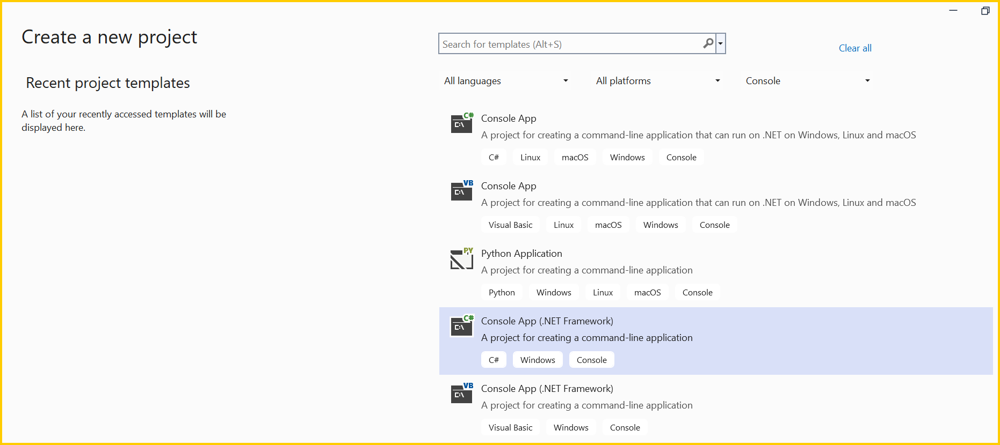 Create a new project
Recent project templates
A list of your recently accessed templates will be
displayed here.
Search for templates (Alt+S)
Clear all
All languages
All platforms
Console
C#
C:\
Console App
A project for creating a command-line application that can run on .NET on Windows, Linux and macOS
C# Linux macOS Windows Console
VB
C:\
Console App
A project for creating a command-line application that can run on .NET on Windows, Linux and macOS
Visual Basic Linux macOS Windows Console
PY
Python Application
A project for creating a command-line application
Python Windows Linux macOS Console
C#
C:\
Console App (.NET Framework)
A project for creating a command-line application
C# Windows Console
VB
C:\
Console App (.NET Framework)
A project for creating a command-line application
Visual Basic Windows Console